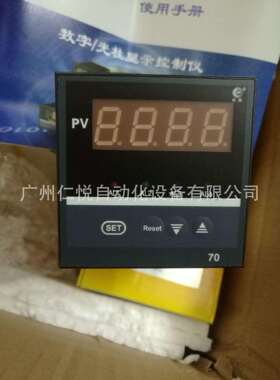 使用手册
数字/光柱显示控制仪
PV
8.8.8.8
广州仁悦自动化设备有限公司
SET Reset
70